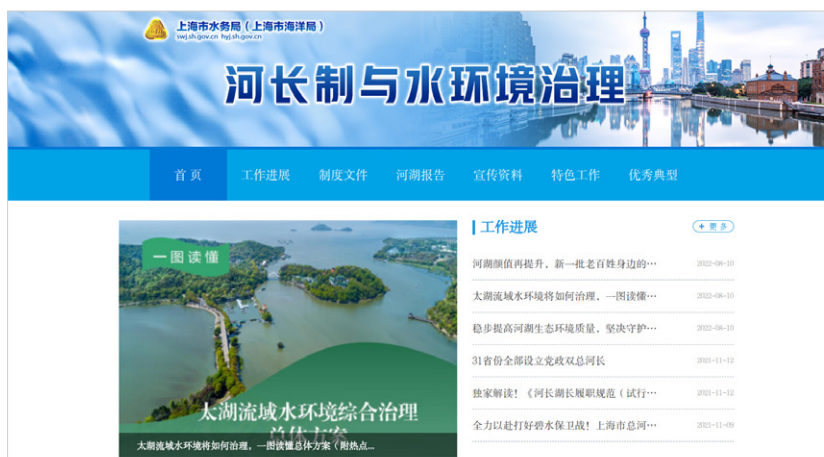 上海市水务局（上海市海洋局）
swj.sh.gov.cn hyj.sh.gov.cn
河长制与水环境治理
首 页 工作进展 制度文件 河湖报告 宣传资料 特色工作 优秀典型
一图读懂
太湖流域水环境综合治理
总体方案
太湖流域水环境将如何治理，一图读懂总体方案（附热点...
工作进展
+ 更 多
河湖颜值再提升，新一批老百姓身边的… 2022-08-10
太湖流域水环境将如何治理，一图读懂… 2022-08-10
稳步提高河湖生态环境质量，坚决守护… 2022-08-10
31省份全部设立党政双总河长 2021-11-12
独家解读！《河长湖长履职规范（试行… 2021-11-12
全力以赴打好碧水保卫战！上海市总河… 2021-11-09